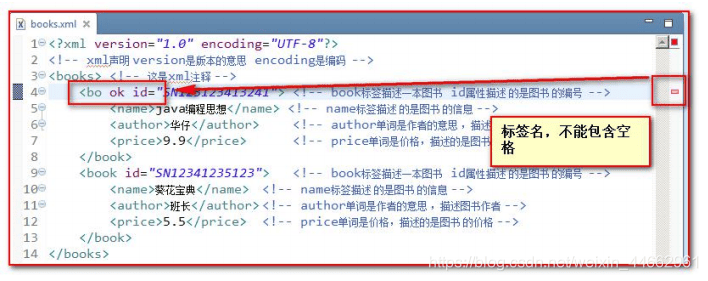 books.xml
1 <?xml version="1.0" encoding="UTF-8"?>
2 <!-- xml声明 version是版本的意思 encoding是编码 -->
3 <books> <!-- 这是xml注释 -->
4 <bo ok id="SN123123413241"> <!-- book标签描述一本图书 id属性描述的是图书的编号 -->
5 <name>java编程思想</name> <!-- name标签描述的是图书的信息 -->
6 <author>华仔</author> <!-- author单词是作者的意思，描述
7 <price>9.9</price> <!-- price单词是价格，描述的是图书
8 </book>
9 <book id="SN12341235123"> <!-- book标签描述一本图书 id属性描述的是图书的编号 -->
10 <name>葵花宝典</name> <!-- name标签描述的是图书的信息 -->
11 <author>班长</author> <!-- author单词是作者的意思，描述图书作者 -->
12 <price>5.5</price> <!-- price单词是价格，描述的是图书的价格 -->
13 </book>
14 </books>
标签名，不能包含空
格